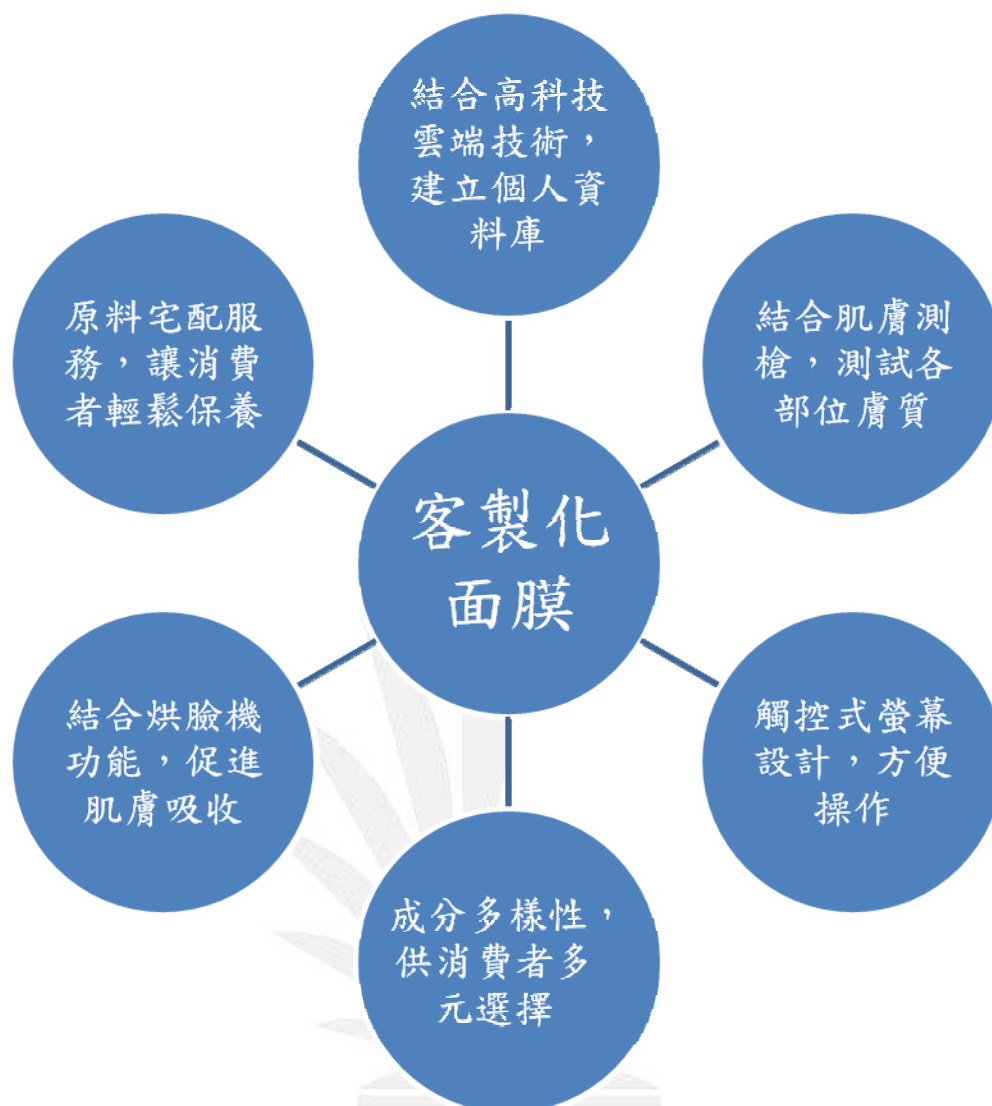 結合高科技
雲端技術，
建立個人資
料庫
結合肌膚測
槍，測試各
部位膚質
觸控式螢幕
設計，方便
操作
成分多樣性，
供消費者多
元選擇
結合烘臉機
功能，促進
肌膚吸收
原料宅配服
務，讓消費
者輕鬆保養
客製化
面膜